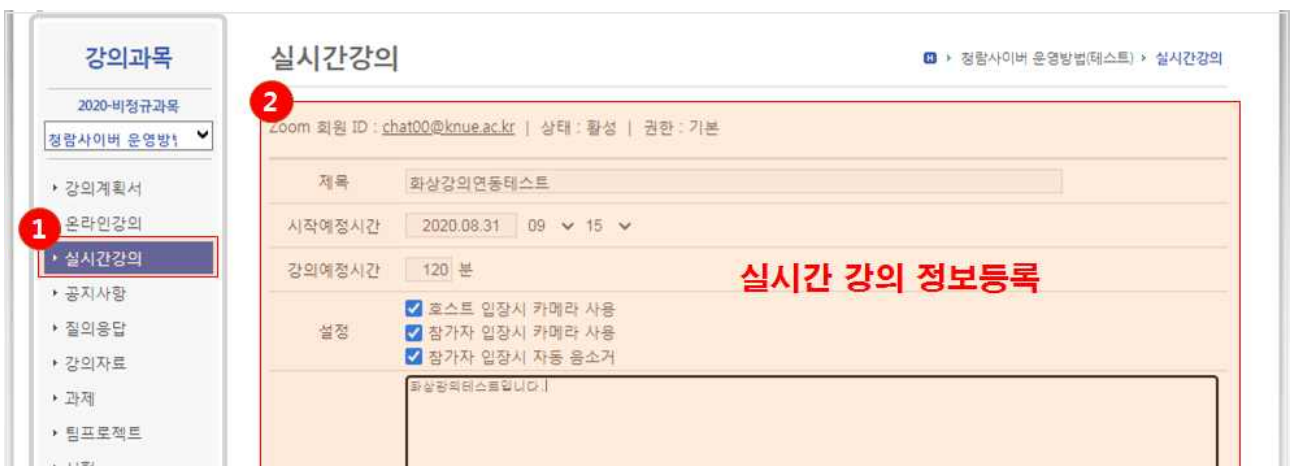 강의과목
2020-비정규과목
청람사이버 운영방
강의계획서
1
온라인강의
실시간강의
공지사항
질의응답
강의자료
과제
팀프로젝트
실시간강의
청람사이버 운영방법(테스트) › 실시간강의
2
Zoom 회원 ID : chat00@knue.ac.kr | 상태 : 활성 | 권한 : 기본
제목 화상강의연동테스트
시작예정시간 2020.08.31 09 15
강의예정시간 120 분
실시간 강의 정보등록
설정
호스트 입장시 카메라 사용
참가자 입장시 카메라 사용
참가자 입장시 자동 음소거
화상강의테스트입니다.